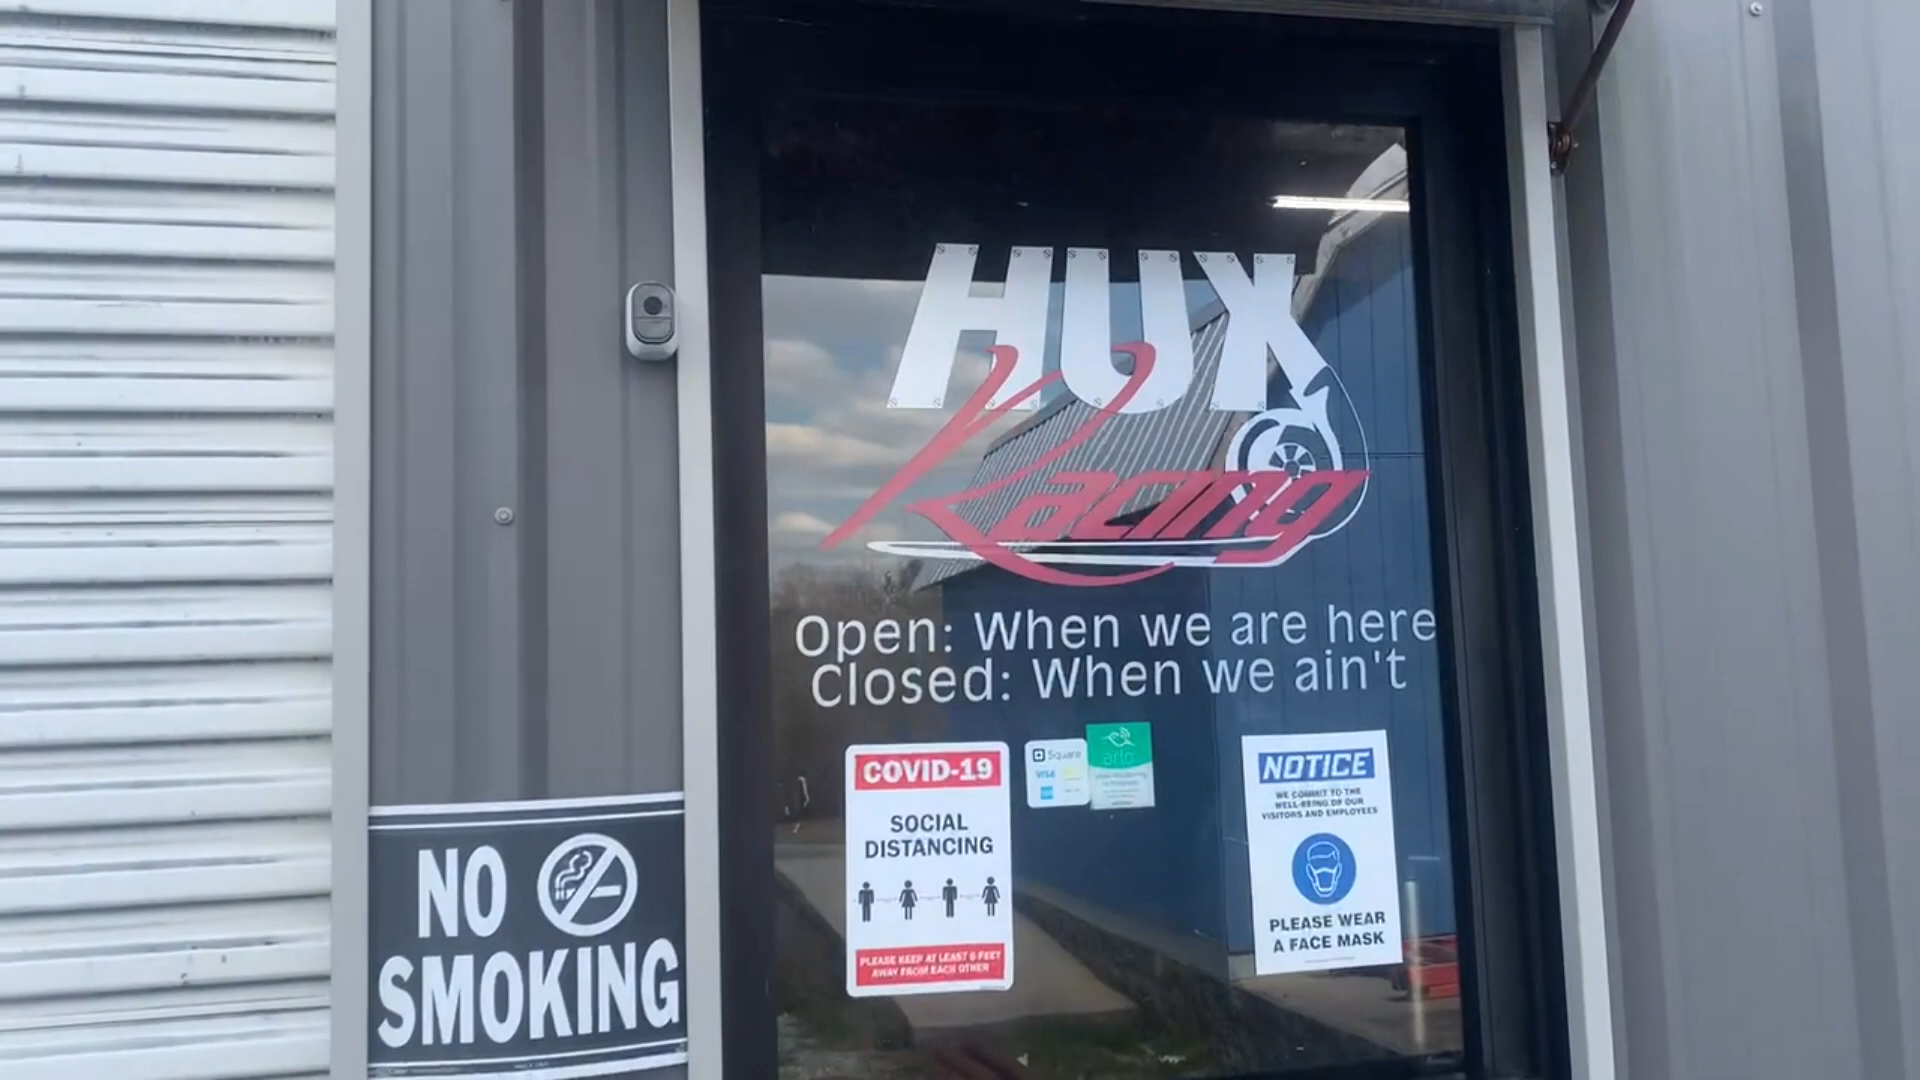 HUX
Racing
Open: When we are here
Closed: When we ain't
COVID-19
SOCIAL
DISTANCING
PLEASE KEEP AT LEAST 6 FEET
AWAY FROM EACH OTHER
Square
VISA
arlo
NOTICE
WE COMMIT TO THE
WELL-BEING OF OUR
VISITORS AND EMPLOYEES
PLEASE WEAR
A FACE MASK
NO
SMOKING